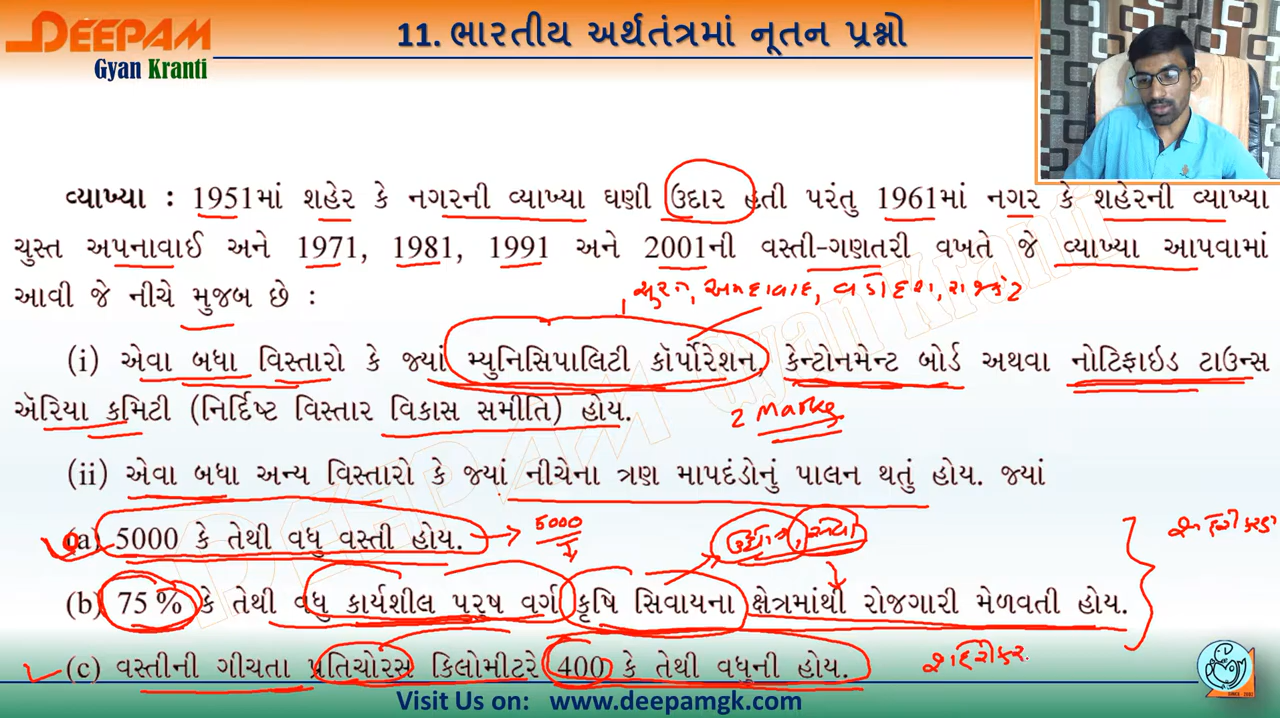 DEEPAM
Gyan Kranti
11. ભારતીય અર્થતંત્રમાં નૂતન પ્રશ્નો
વ્યાખ્યા : 1951માં શહેર કે નગરની વ્યાખ્યા ઘણી ઉદાર હતી પરંતુ 1961માં નગર કે શહેરની વ્યાખ્યા
ચુસ્ત અપનાવાઈ અને 1971, 1981, 1991 અને 2001ની વસ્તી-ગણતરી વખતે જે વ્યાખ્યા આપવામાં
આવી જે નીચે મુજબ છે :
સુરત, અમદાવાદ, વડોદરા, રાજકોટ
(i) એવા બધા વિસ્તારો કે જ્યાં મ્યુનિસિપાલિટી કૉર્પોરેશન, કેન્ટોનમેન્ટ બોર્ડ અથવા નોટિફાઇડ ટાઉન્સ
ઍરિયા કમિટી (નિર્દિષ્ટ વિસ્તાર વિકાસ સમીતિ) હોય.
2 Marks
(ii) એવા બધા અન્ય વિસ્તારો કે જ્યાં નીચેના ત્રણ માપદંડોનું પાલન થતું હોય. જ્યાં
(a) 5000 કે તેથી વધુ વસ્તી હોય.
5000
ઉદ્યોગ, સેવા
(b) 75 % કે તેથી વધુ કાર્યશીલ પુરુષ વર્ગ કૃષિ સિવાયના ક્ષેત્રમાંથી રોજગારી મેળવતી હોય.
(c) વસ્તીની ગીચતા પ્રતિચોરસ કિલોમીટરે 400 કે તેથી વધુની હોય.
શહેરીકર
Visit Us on: www.deepamgk.com